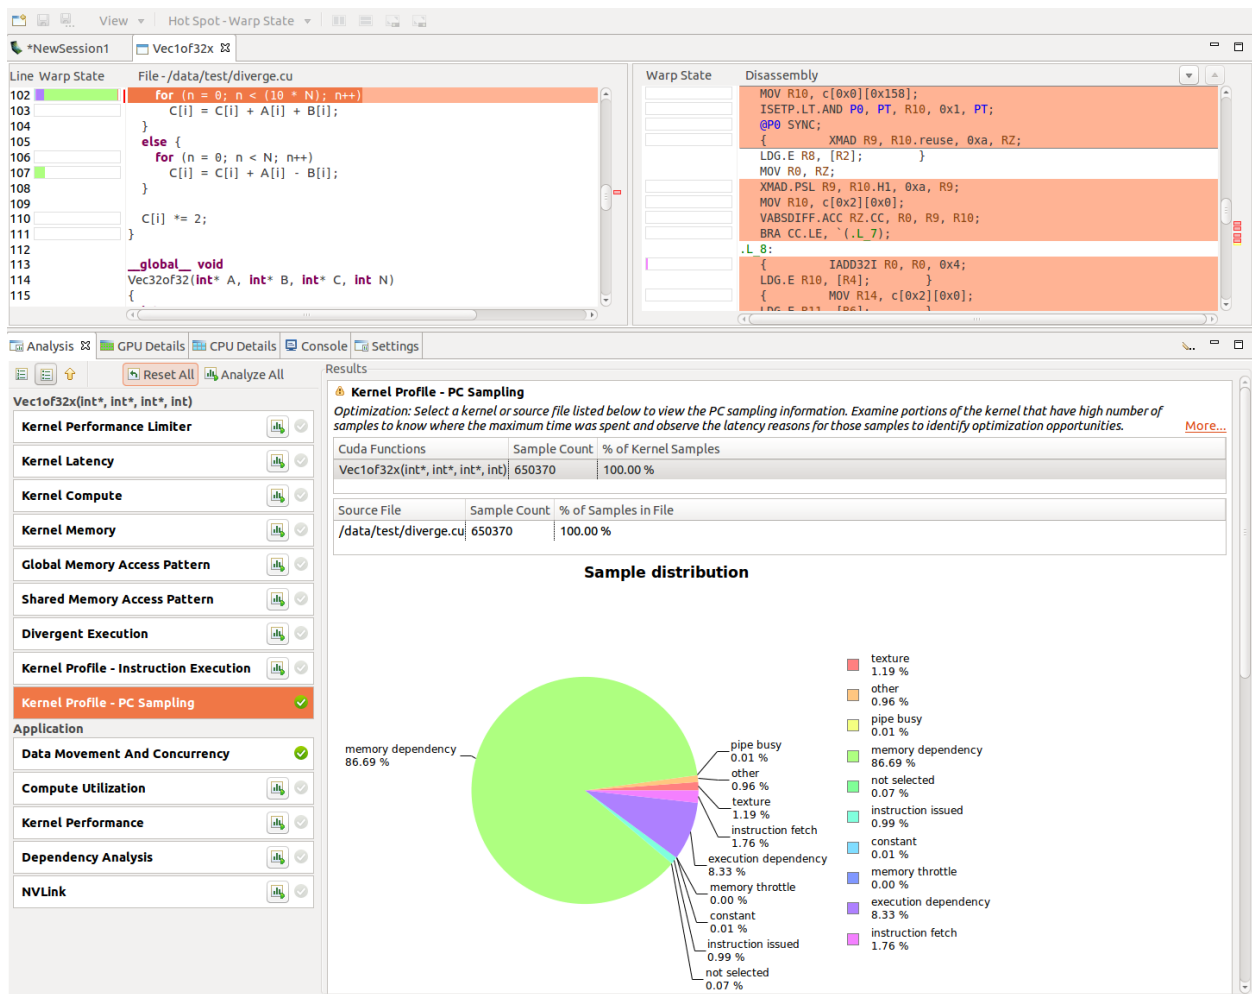 View
Hot Spot - Warp State
*NewSession1
Vec1of32x
Line Warp State File - /data/test/diverge.cu
102 for (n = 0; n < (10 * N); n++)
103 C[i] = C[i] + A[i] + B[i];
104 }
105 else {
106 for (n = 0; n < N; n++)
107 C[i] = C[i] + A[i] - B[i];
108 }
109
110 C[i] *= 2;
111 }
112
113 __global__ void
114 Vec32of32(int* A, int* B, int* C, int N)
115 {
Warp State Disassembly
MOV R10, c[0x0][0x158];
ISETP.LT.AND P0, PT, R10, 0x1, PT;
@P0 SYNC;
{ XMAD R9, R10.reuse, 0xa, RZ;
LDG.E R8, [R2]; }
MOV R0, RZ;
XMAD.PSL R9, R10.H1, 0xa, R9;
MOV R10, c[0x2][0x0];
VABSDIFF.ACC RZ.CC, R0, R9, R10;
BRA CC.LE, `(.L_7);
.L_8:
{ IADD32I R0, R0, 0x4;
LDG.E R10, [R4]; }
{ MOV R14, c[0x2][0x0];
LDG.E R11, [R6]; }
Analysis
GPU Details
CPU Details
Console
Settings
Reset All
Analyze All
Vec1of32x(int*, int*, int*, int)
Kernel Performance Limiter
Kernel Latency
Kernel Compute
Kernel Memory
Global Memory Access Pattern
Shared Memory Access Pattern
Divergent Execution
Kernel Profile - Instruction Execution
Kernel Profile - PC Sampling
Application
Data Movement And Concurrency
Compute Utilization
Kernel Performance
Dependency Analysis
NVLink
Results
Kernel Profile - PC Sampling
Optimization: Select a kernel or source file listed below to view the PC sampling information. Examine portions of the kernel that have high number of
samples to know where the maximum time was spent and observe the latency reasons for those samples to identify optimization opportunities.
More...
Cuda Functions Sample Count % of Kernel Samples
Vec1of32x(int*, int*, int*, int) 650370 100.00 %
Source File Sample Count % of Samples in File
/data/test/diverge.cu 650370 100.00 %
Sample distribution
memory dependency
86.69 %
pipe busy
0.01 %
other
0.96 %
texture
1.19 %
instruction fetch
1.76 %
execution dependency
8.33 %
memory throttle
0.00 %
constant
0.01 %
instruction issued
0.99 %
not selected
0.07 %
texture
1.19 %
other
0.96 %
pipe busy
0.01 %
memory dependency
86.69 %
not selected
0.07 %
instruction issued
0.99 %
constant
0.01 %
memory throttle
0.00 %
execution dependency
8.33 %
instruction fetch
1.76 %